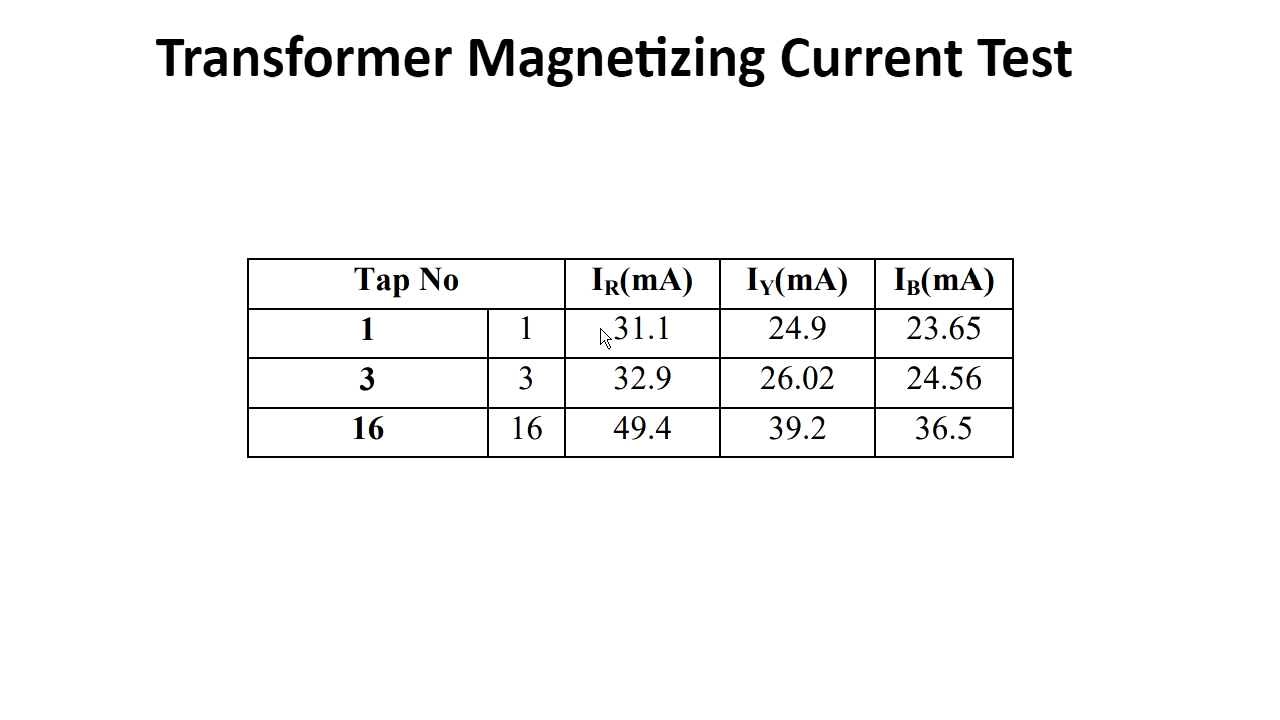 Transformer Magnetizing Current Test
Tap No IR(mA) IY(mA) IB(mA)
1 1 31.1 24.9 23.65
3 3 32.9 26.02 24.56
16 16 49.4 39.2 36.5